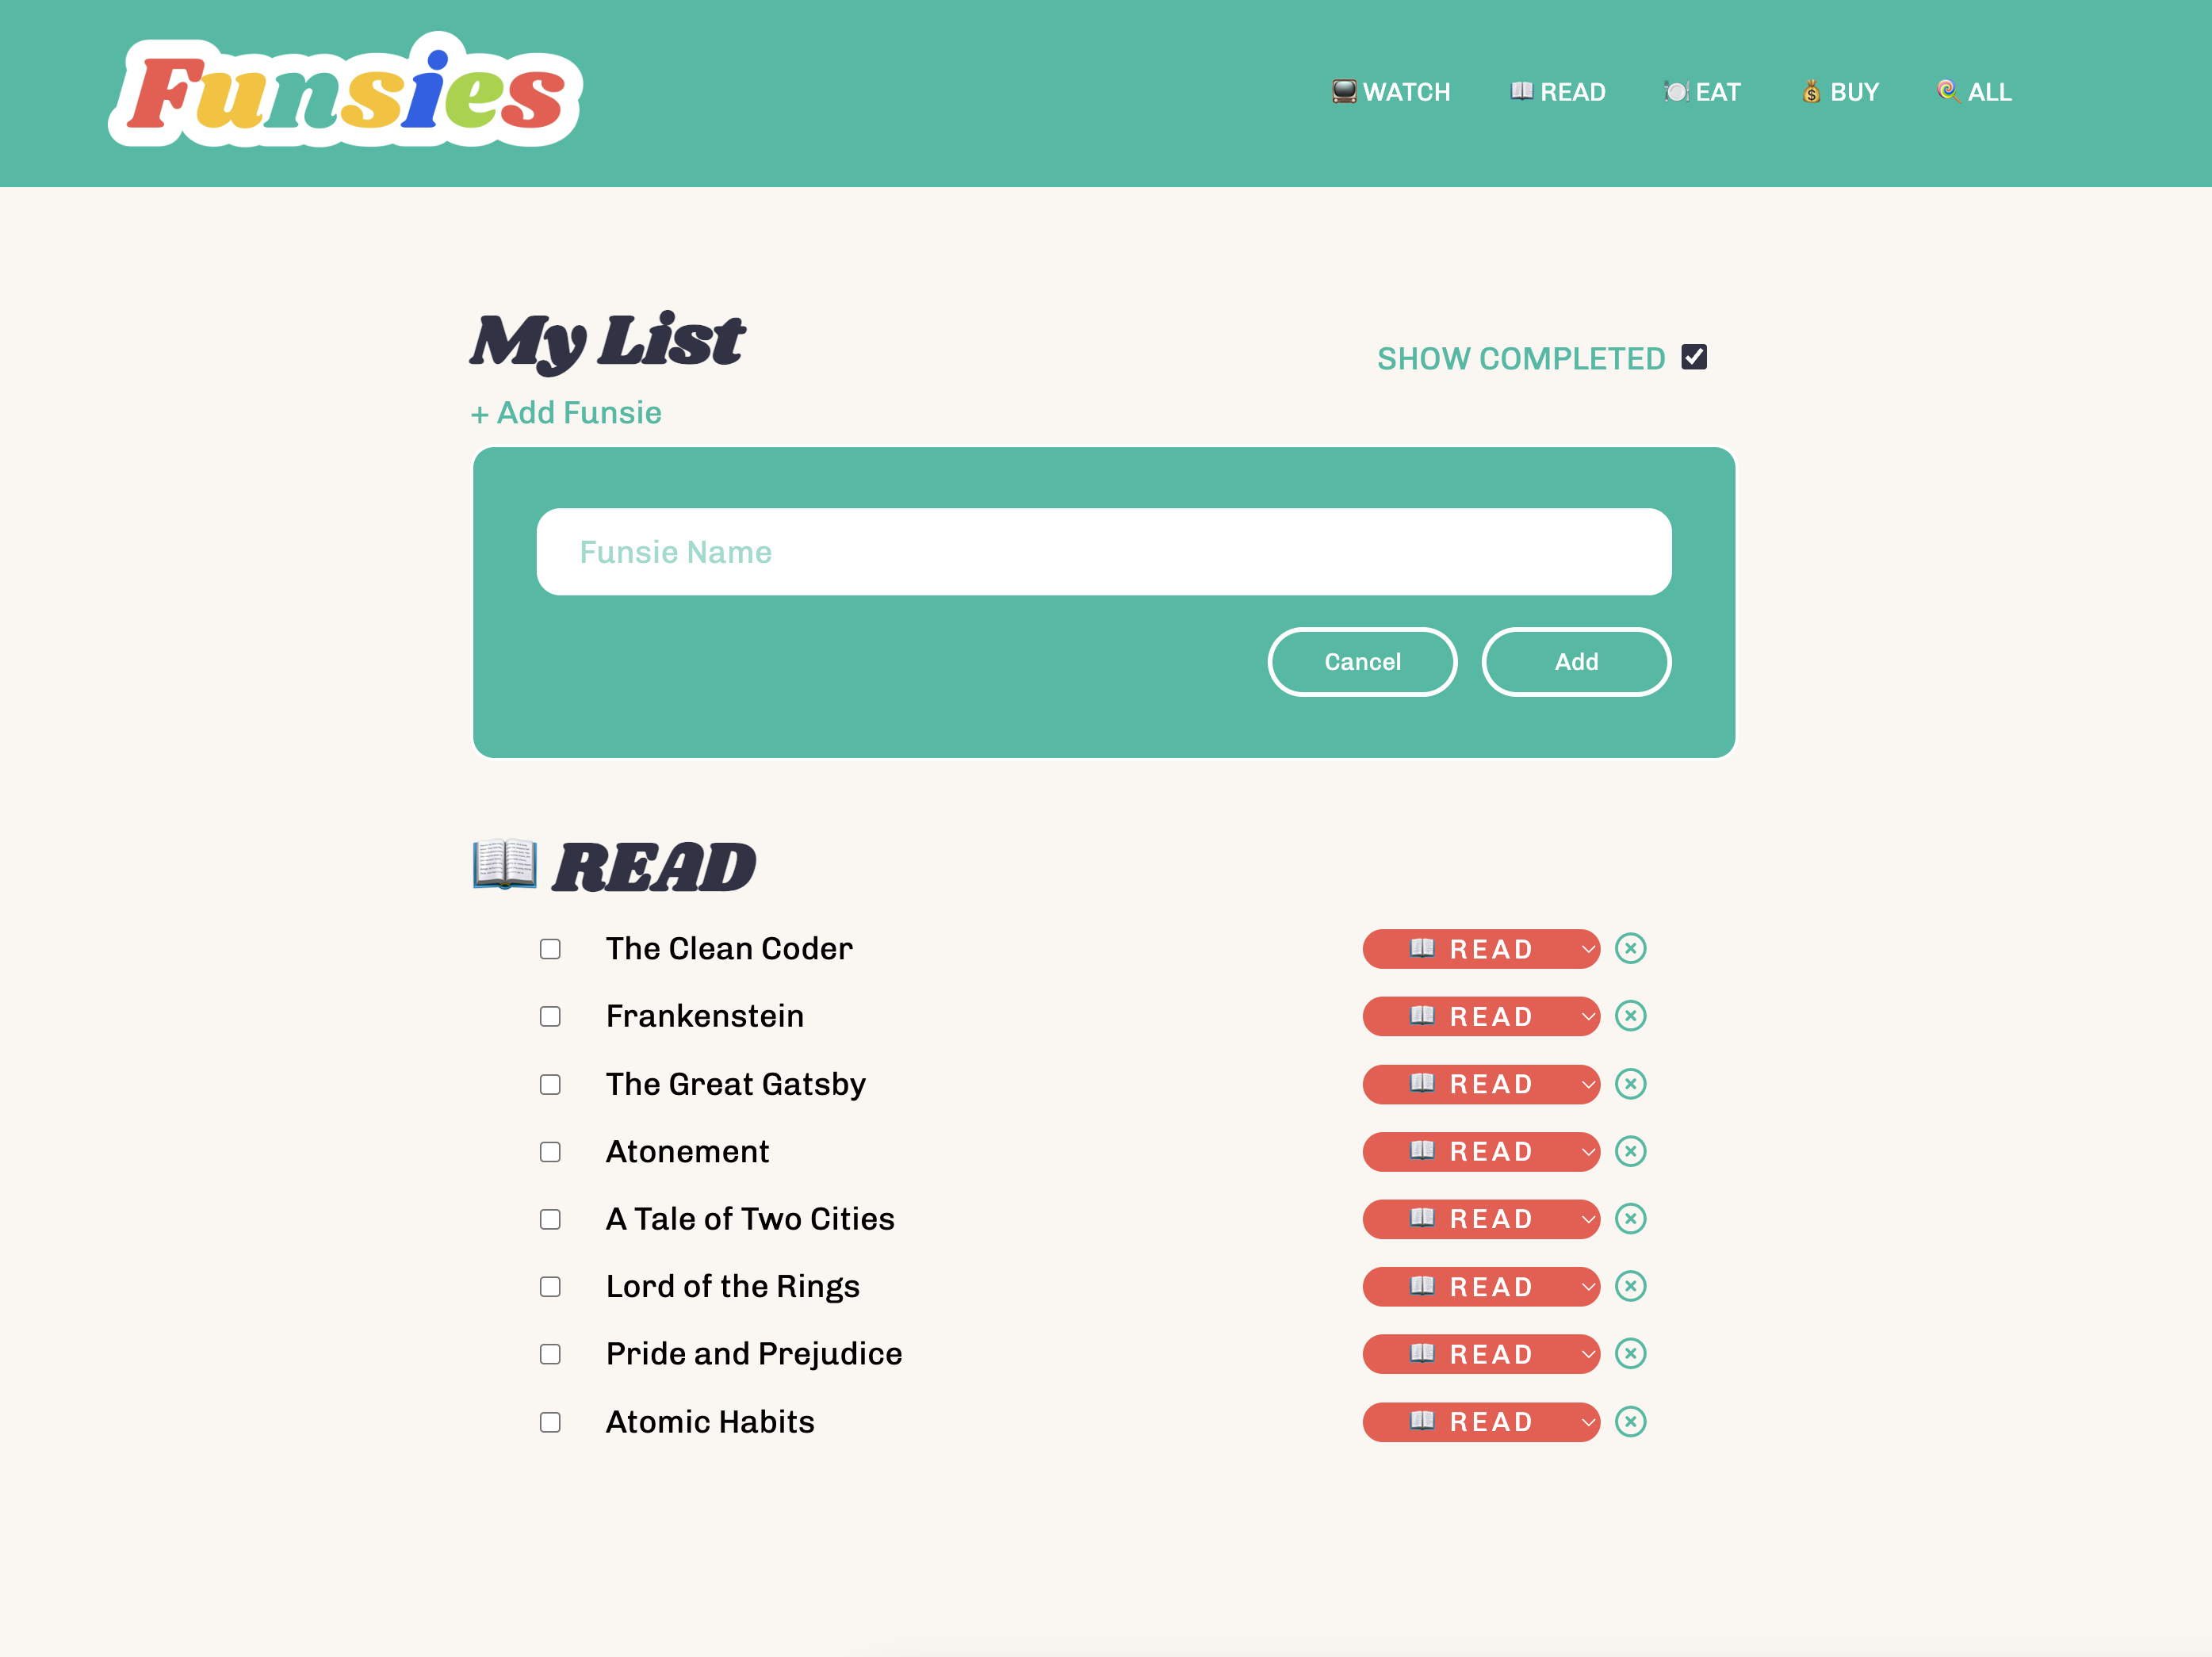 Funsies
WATCH READ EAT BUY ALL
My List
SHOW COMPLETED
+ Add Funsie
Funsie Name
Cancel Add
READ
The Clean Coder READ
Frankenstein READ
The Great Gatsby READ
Atonement READ
A Tale of Two Cities READ
Lord of the Rings READ
Pride and Prejudice READ
Atomic Habits READ